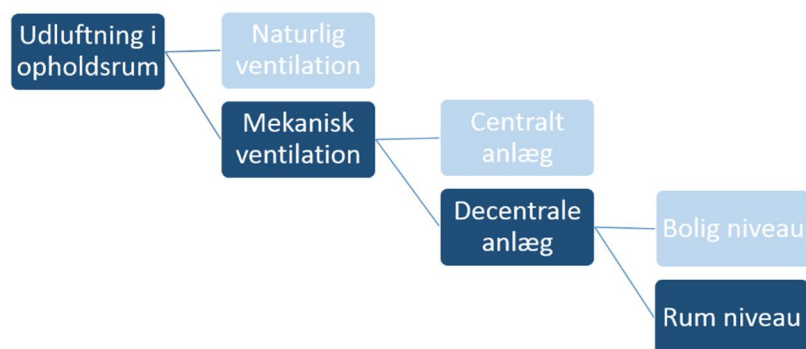 Udluftning i
opholdsrum
Naturlig
ventilation
Mekanisk
ventilation
Centralt
anlæg
Decentrale
anlæg
Bolig niveau
Rum niveau